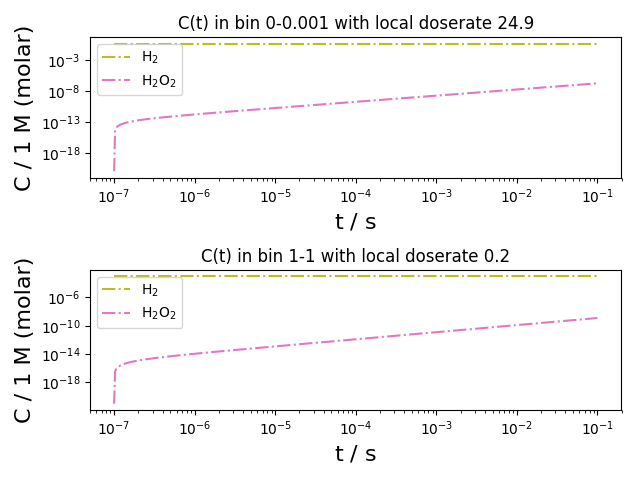 C(t) in bin 0-0.001 with local doserate 24.9
C / 1 M (molar)
10⁻³
10⁻⁸
10⁻¹³
10⁻¹⁸
H₂
H₂O₂
10⁻⁷ 10⁻⁶ 10⁻⁵ 10⁻⁴ 10⁻³ 10⁻² 10⁻¹
t / s
C(t) in bin 1-1 with local doserate 0.2
C / 1 M (molar)
10⁻⁶
10⁻¹⁰
10⁻¹⁴
10⁻¹⁸
H₂
H₂O₂
10⁻⁷ 10⁻⁶ 10⁻⁵ 10⁻⁴ 10⁻³ 10⁻² 10⁻¹
t / s